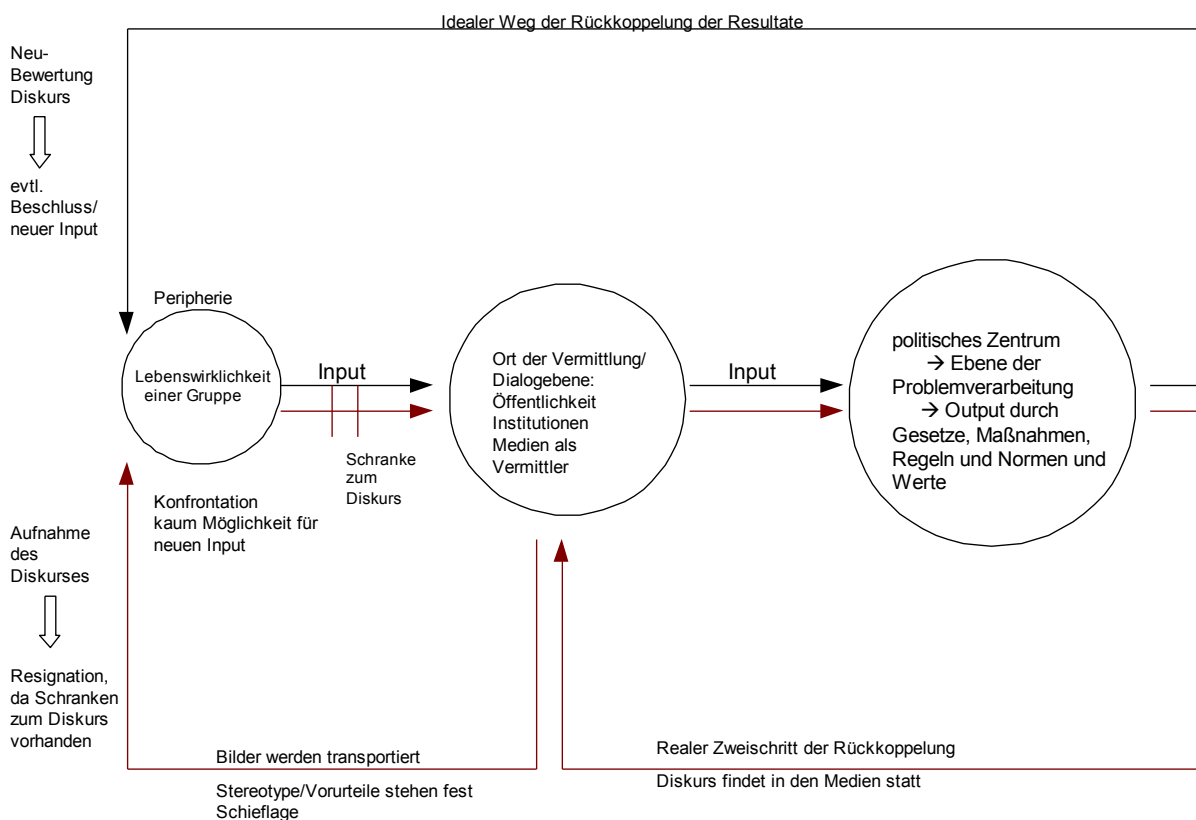 Idealer Weg der Rückkoppelung der Resultate
Neu-
Bewertung
Diskurs
evtl.
Beschluss/
neuer Input
Peripherie
Lebenswirklichkeit
einer Gruppe
Input
Schranke
zum
Diskurs
Ort der Vermittlung/
Dialogebene:
Öffentlichkeit
Institutionen
Medien als
Vermittler
Input
politisches Zentrum
→ Ebene der
Problemverarbeitung
→ Output durch
Gesetze, Maßnahmen,
Regeln und Normen und
Werte
Konfrontation
kaum Möglichkeit für
neuen Input
Aufnahme
des
Diskurses
Resignation,
da Schranken
zum Diskurs
vorhanden
Bilder werden transportiert
Stereotype/Vorurteile stehen fest
Schieflage
Realer Zweischritt der Rückkoppelung
Diskurs findet in den Medien statt